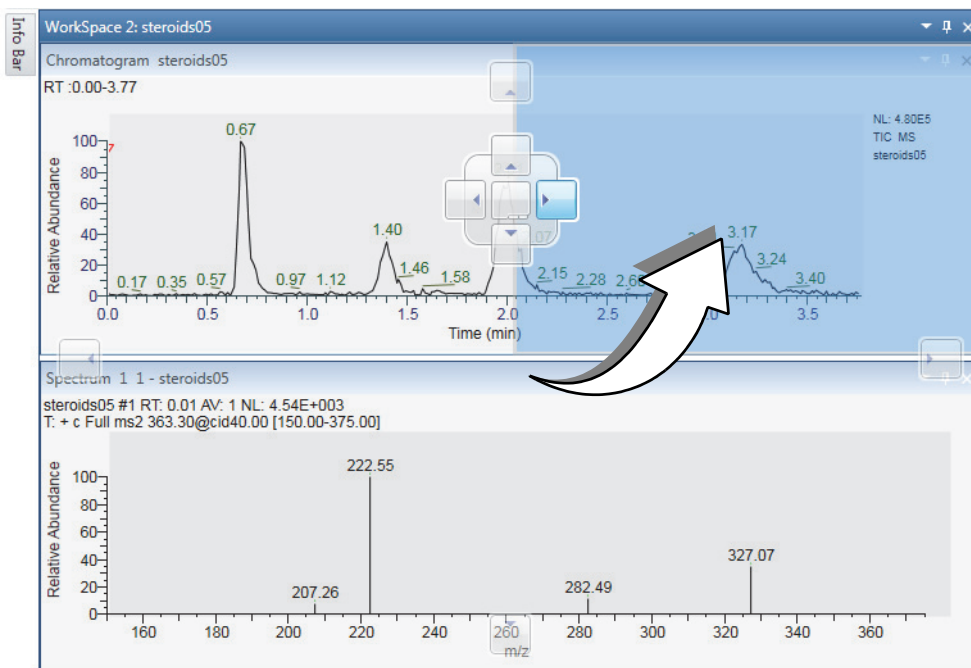 Info Bar
WorkSpace 2: steroids05
Chromatogram steroids05
RT :0.00-3.77
NL: 4.80E5
TIC MS
steroids05
Relative Abundance
100
80
60
40
20
0
7
0.67
1.40
3.17
3.24
0.17 0.35 0.57 0.97 1.12 1.46 1.58 2.15 2.28 3.40
0.0 0.5 1.0 1.5 2.0 2.5 3.5
Time (min)
Spectrum 1 1 - steroids05
steroids05 #1 RT: 0.01 AV: 1 NL: 4.54E+003
T: + c Full ms2 363.30@cid40.00 [150.00-375.00]
Relative Abundance
100
80
60
40
20
0
222.55
327.07
207.26
282.49
160 180 200 220 240 260 280 300 320 340 360
m/z